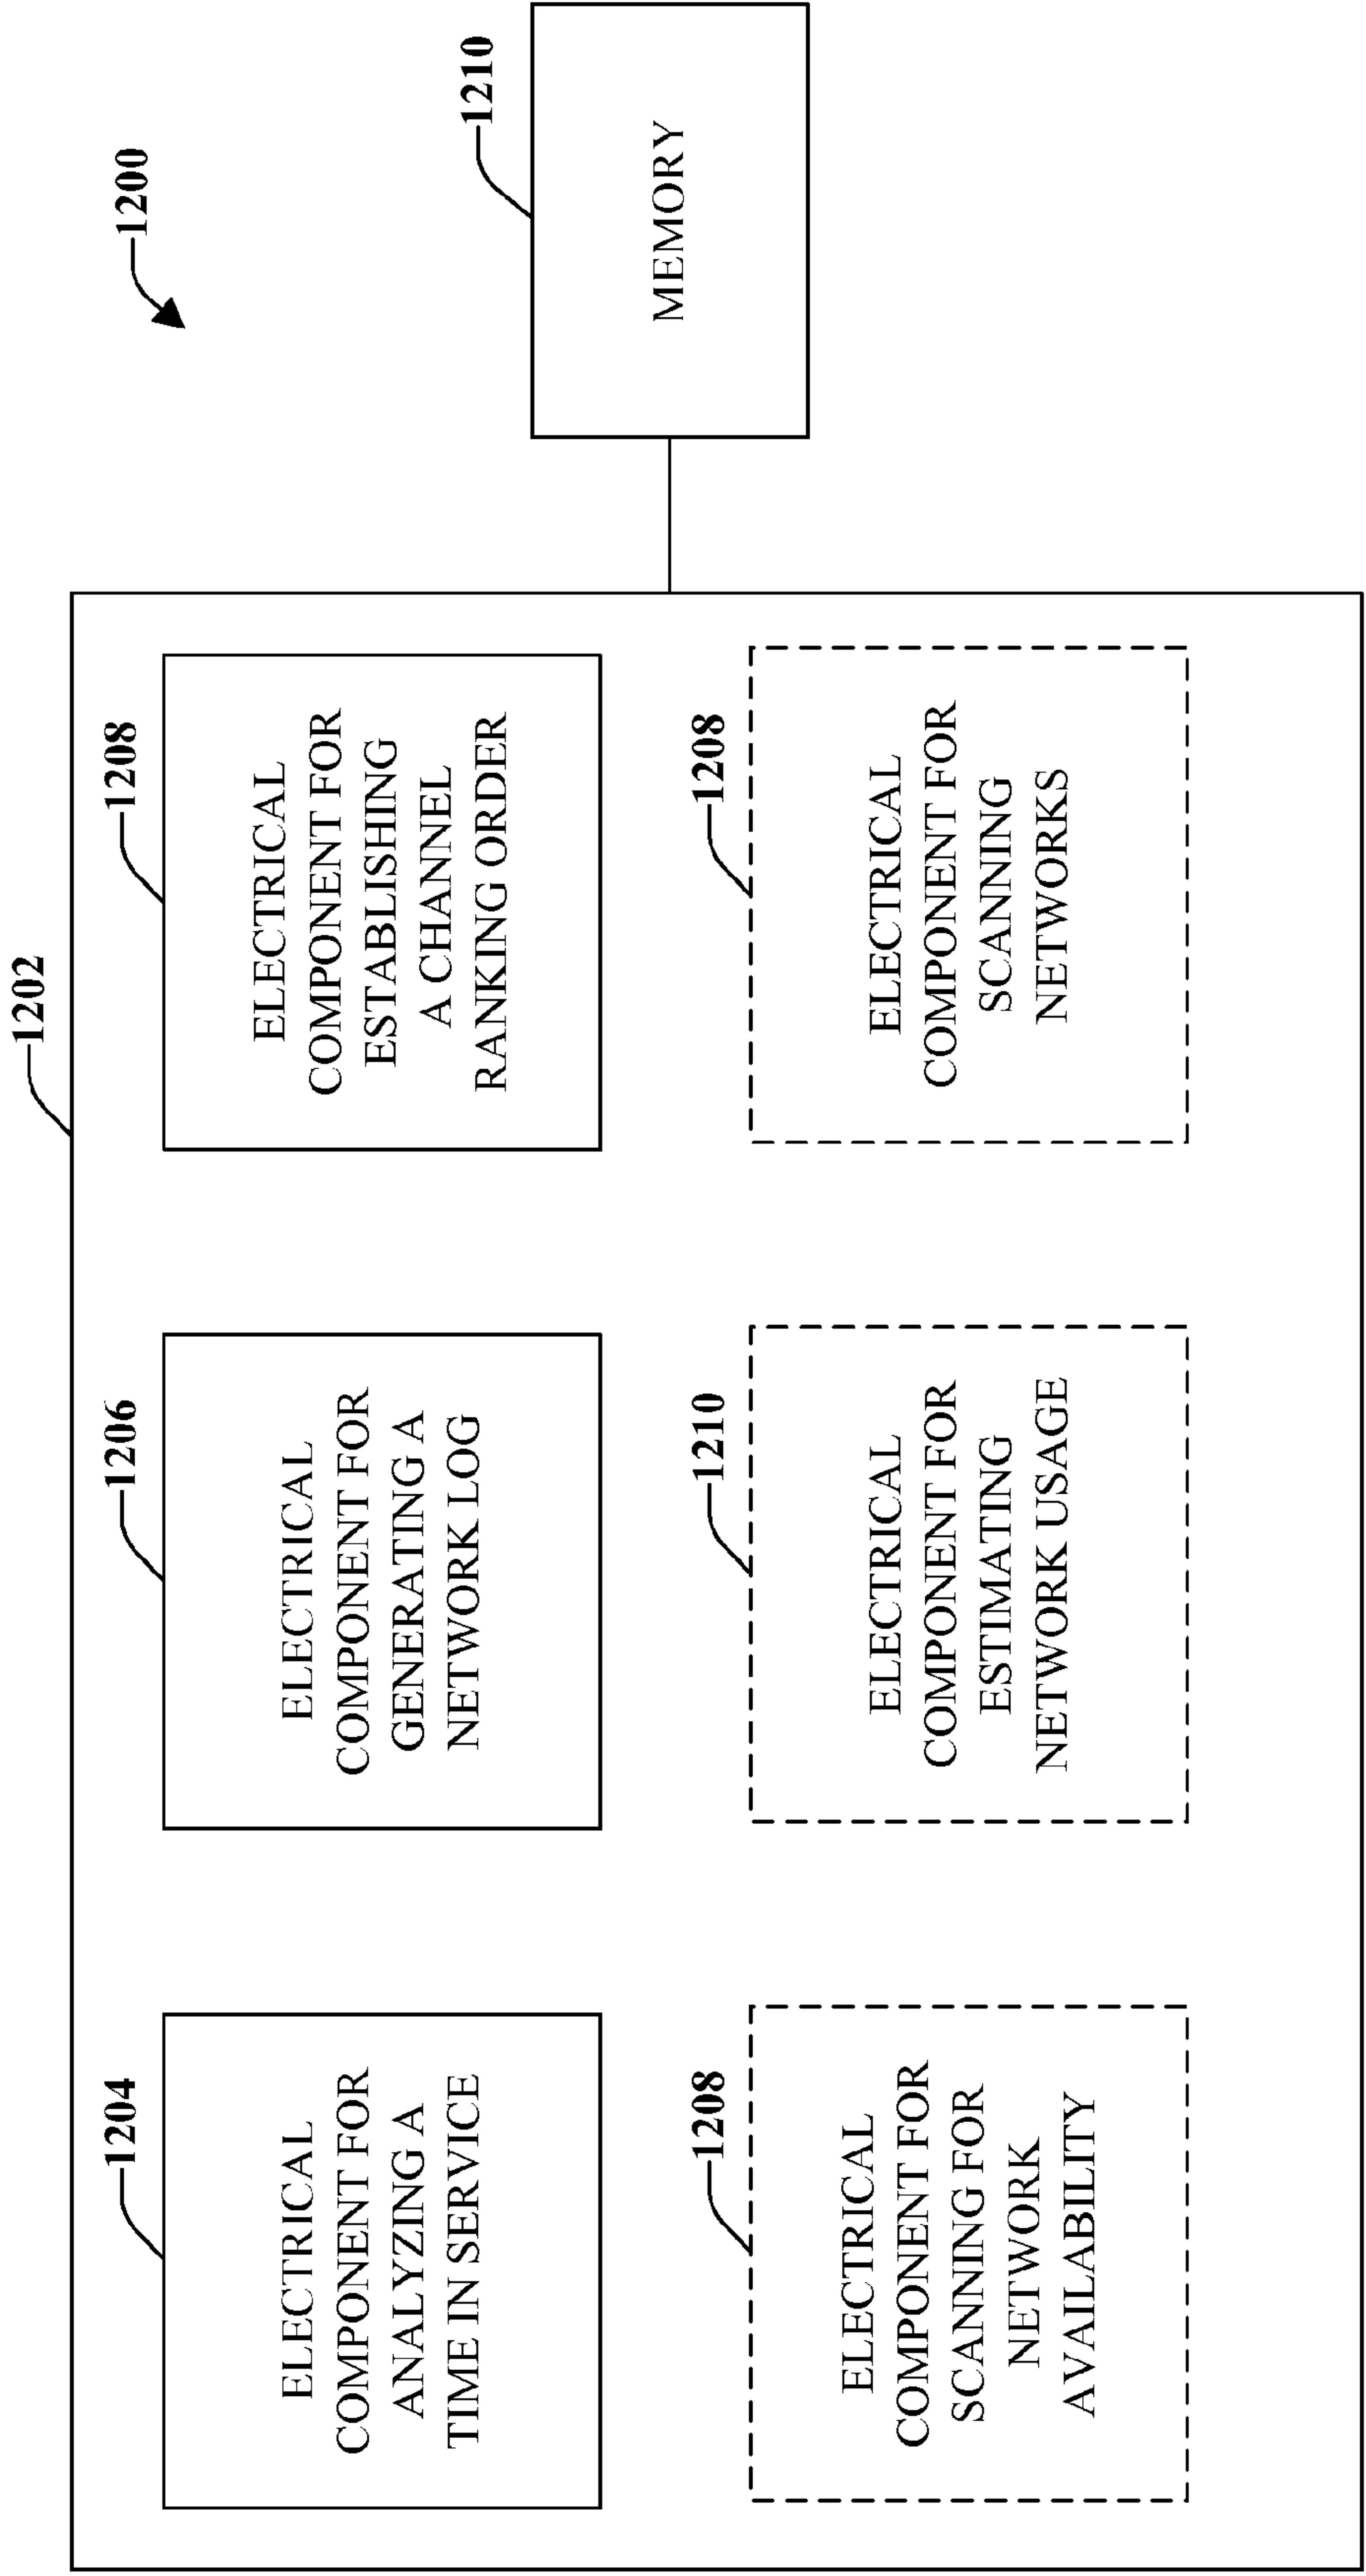 1200
1202
1204
ELECTRICAL
COMPONENT FOR
ANALYZING A
TIME IN SERVICE
1206
ELECTRICAL
COMPONENT FOR
GENERATING A
NETWORK LOG
1208
ELECTRICAL
COMPONENT FOR
ESTABLISHING
A CHANNEL
RANKING ORDER
1208
ELECTRICAL
COMPONENT FOR
SCANNING FOR
NETWORK
AVAILABILITY
1210
ELECTRICAL
COMPONENT FOR
ESTIMATING
NETWORK USAGE
1208
ELECTRICAL
COMPONENT FOR
SCANNING
NETWORKS
1210
MEMORY